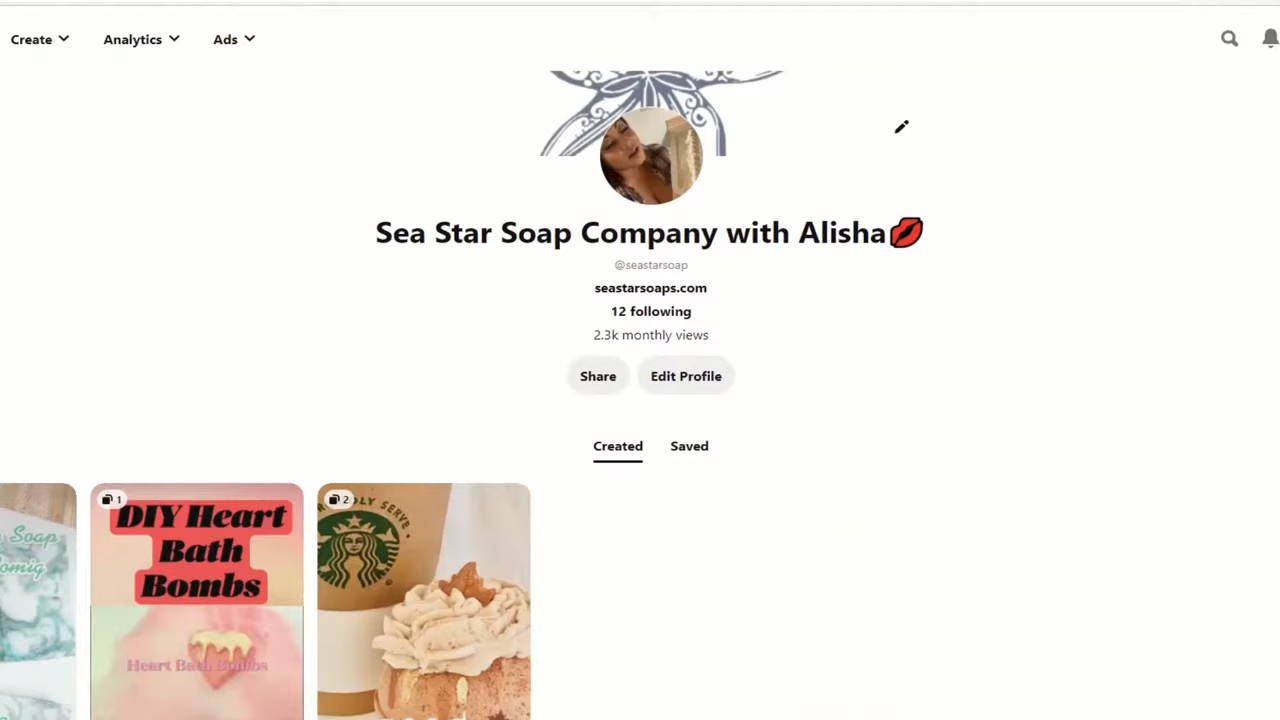 Create
Analytics
Ads
Sea Star Soap Company with Alisha💋
@seastarsoap
seastarsoaps.com
12 following
2.3k monthly views
Share
Edit Profile
Created
Saved
Soap
1
DIY Heart
Bath
Bombs
Heart Bath Bombs
2
SERVE